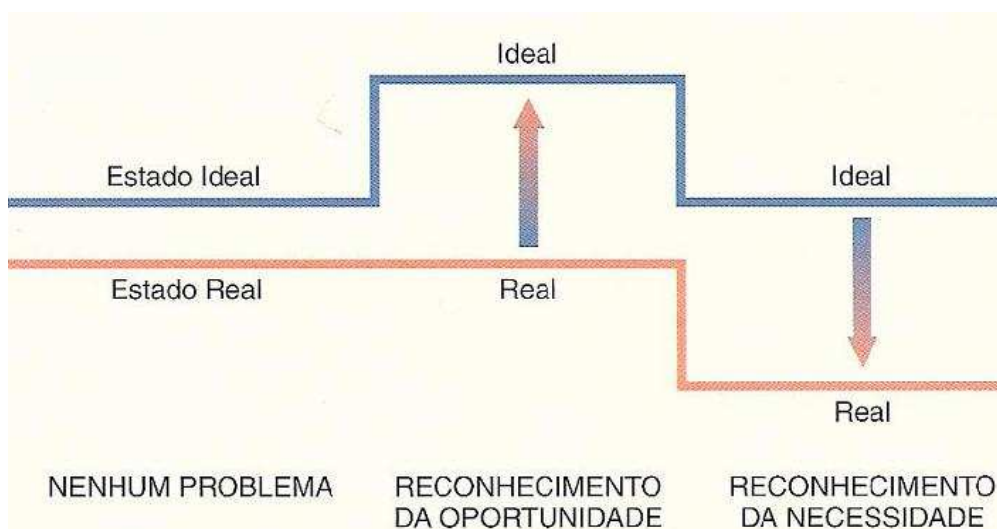 Ideal
Estado Ideal
Ideal
Estado Real
Real
Real
NENHUM PROBLEMA
RECONHECIMENTO
DA OPORTUNIDADE
RECONHECIMENTO
DA NECESSIDADE